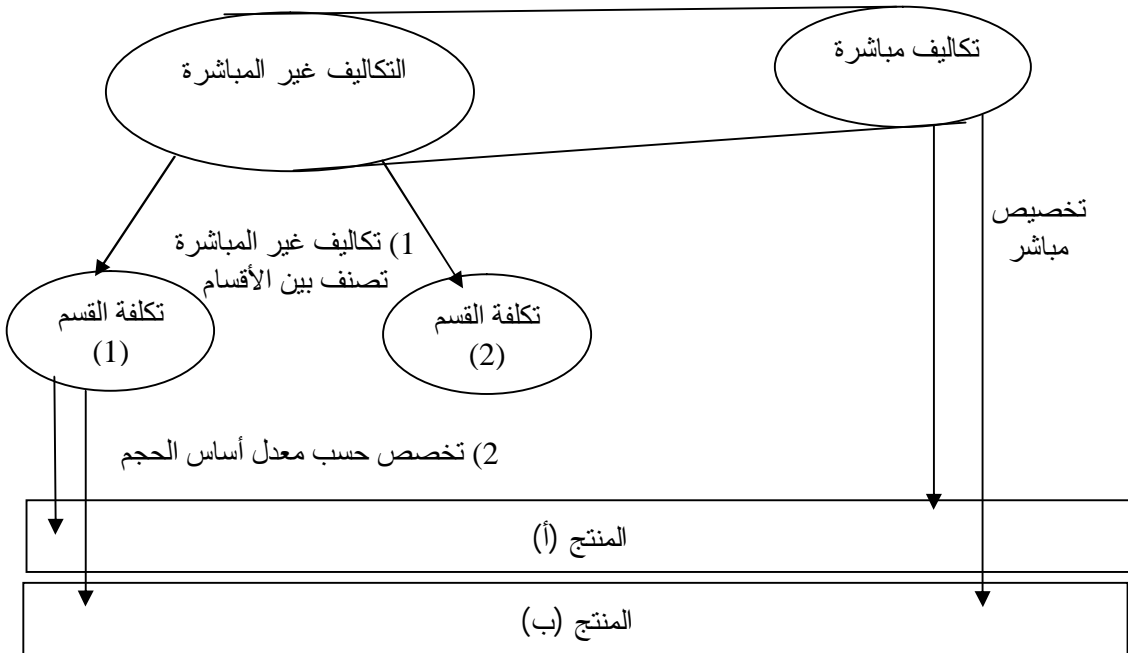 تكاليف مباشرة
التكاليف غير المباشرة
تخصيص
مباشر
1) تكاليف غير المباشرة
تصنف بين الأقسام
تكلفة القسم
(2)
تكلفة القسم
(1)
2) تخصص حسب معدل أساس الحجم
المنتج (أ)
المنتج (ب)